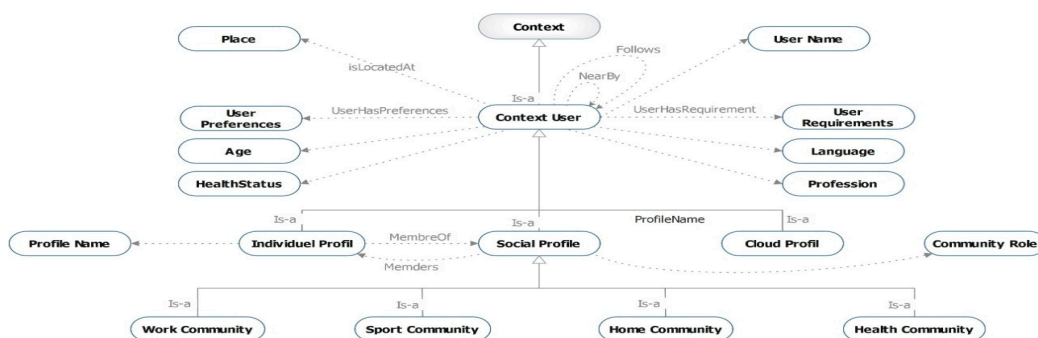 Context
Place
User Name
Follows
isLocatedAt
NearBy
Is-a
UserHasPreferences
UserHasRequirement
User
Preferences
Context User
User
Requirements
Age
Language
HealthStatus
Profession
Is-a
Is-a
ProfileName
Is-a
Profile Name
Individuel Profil
MembreOf
Social Profile
Cloud Profil
Community Role
Memders
Is-a
Is-a
Is-a
Is-a
Work Community
Sport Community
Home Community
Health Community